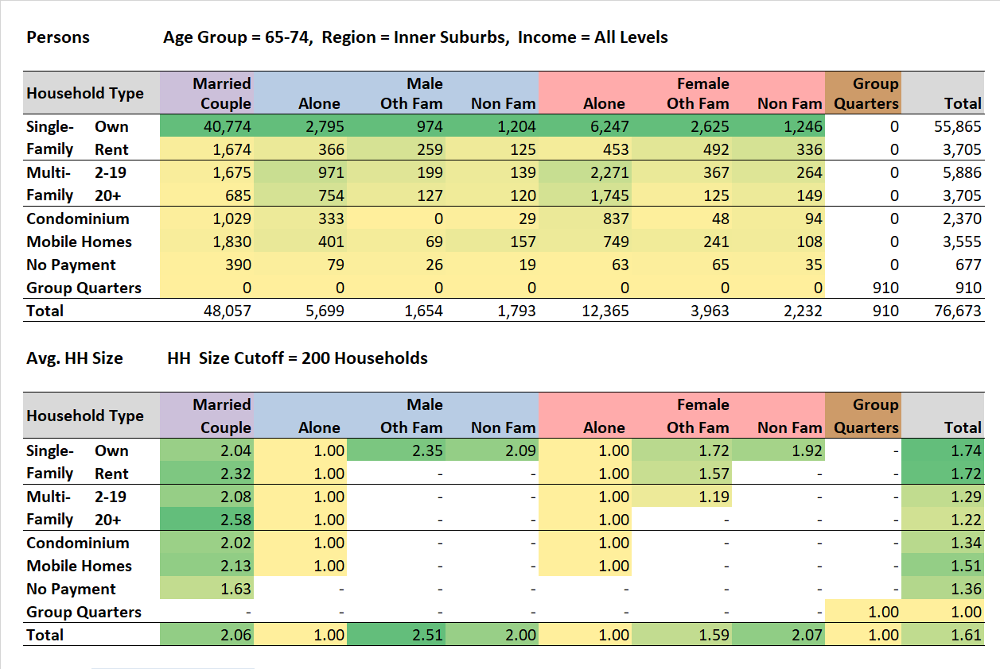 Persons Age Group = 65-74, Region = Inner Suburbs, Income = All Levels
Household Type Married Couple Male Female Group Quarters Total
Alone Oth Fam Non Fam Alone Oth Fam Non Fam
Single- Own 40,774 2,795 974 1,204 6,247 2,625 1,246 0 55,865
Family Rent 1,674 366 259 125 453 492 336 0 3,705
Multi- 2-19 1,675 971 199 139 2,271 367 264 0 5,886
Family 20+ 685 754 127 120 1,745 125 149 0 3,705
Condominium 1,029 333 0 29 837 48 94 0 2,370
Mobile Homes 1,830 401 69 157 749 241 108 0 3,555
No Payment 390 79 26 19 63 65 35 0 677
Group Quarters 0 0 0 0 0 0 0 910 910
Total 48,057 5,699 1,654 1,793 12,365 3,963 2,232 910 76,673
Avg. HH Size HH Size Cutoff = 200 Households
Household Type Married Couple Male Female Group Quarters Total
Alone Oth Fam Non Fam Alone Oth Fam Non Fam
Single- Own 2.04 1.00 2.35 2.09 1.00 1.72 1.92 - 1.74
Family Rent 2.32 1.00 - - 1.00 1.57 - - 1.72
Multi- 2-19 2.08 1.00 - - 1.00 1.19 - - 1.29
Family 20+ 2.58 1.00 - - 1.00 - - - 1.22
Condominium 2.02 1.00 - - 1.00 - - - 1.34
Mobile Homes 2.13 1.00 - - 1.00 - - - 1.51
No Payment 1.63 - - - - - - - 1.36
Group Quarters - - - - - - - 1.00 1.00
Total 2.06 1.00 2.51 2.00 1.00 1.59 2.07 1.00 1.61